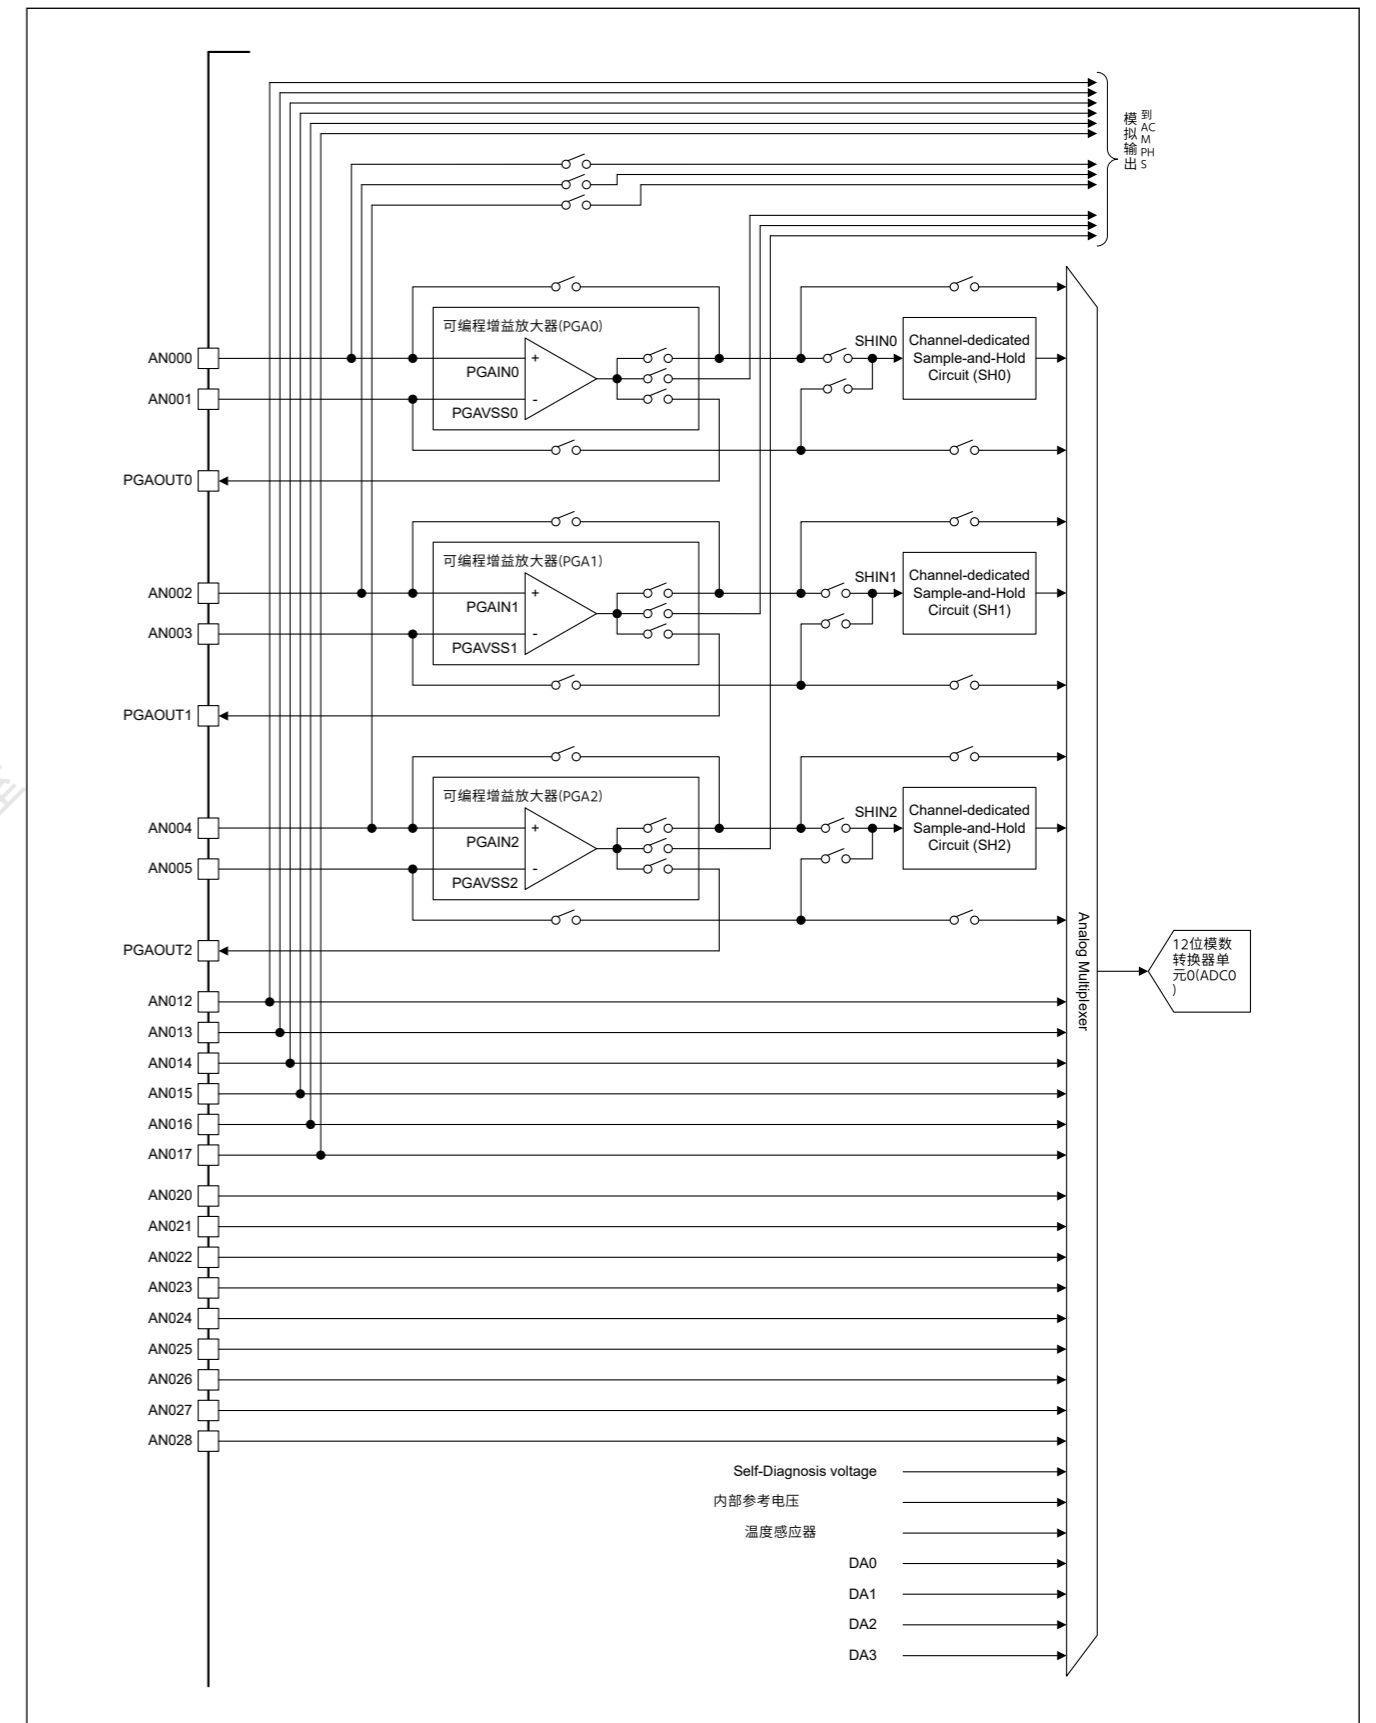 模拟输出
到
AC
M
PH
S
可编程增益放大器(PGA0)
AN000
PGAIN0
+
SHIN0
Channel-dedicated
Sample-and-Hold
Circuit (SH0)
AN001
PGAVSS0
-
PGAOUT0
可编程增益放大器(PGA1)
AN002
PGAIN1
+
SHIN1
Channel-dedicated
Sample-and-Hold
Circuit (SH1)
AN003
PGAVSS1
-
PGAOUT1
可编程增益放大器(PGA2)
AN004
PGAIN2
+
SHIN2
Channel-dedicated
Sample-and-Hold
Circuit (SH2)
AN005
PGAVSS2
-
PGAOUT2
Analog Multiplexer
12位模数
转换器单
元0(ADC0
)
AN012
AN013
AN014
AN015
AN016
AN017
AN020
AN021
AN022
AN023
AN024
AN025
AN026
AN027
AN028
Self-Diagnosis voltage
内部参考电压
温度感应器
DA0
DA1
DA2
DA3